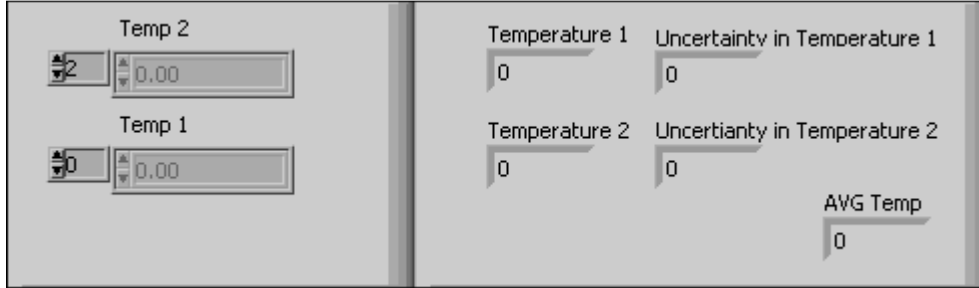 Temp 2
2 0.00
Temp 1
0 0.00
Temperature 1 Uncertainty in Temperature 1
0 0
Temperature 2 Uncertianty in Temperature 2
0 0
AVG Temp
0